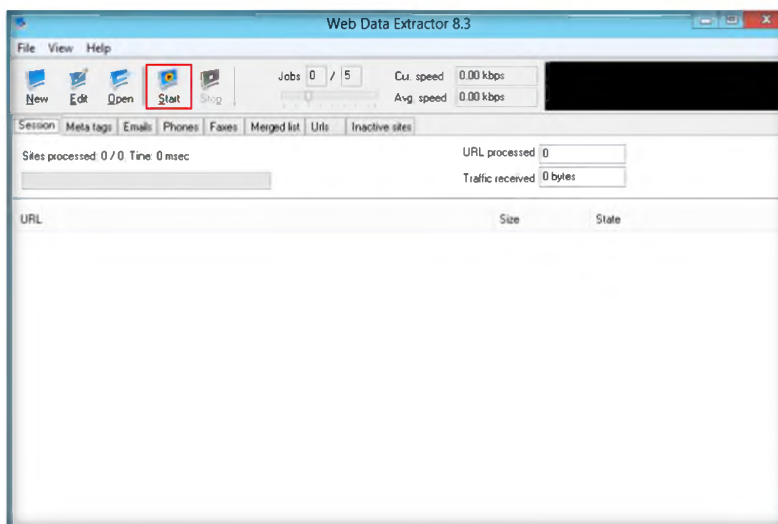 Web Data Extractor 8.3
File View Help
Jobs 0 / 5 Cu. speed 0.00 kbps
New Edit Open Start Stop Avg. speed 0.00 kbps
Session Meta tags Emails Phones Faxes Merged list Urls Inactive sites
Sites processed: 0 / 0. Time: 0 msec URL processed 0
Traffic received 0 bytes
URL Size State